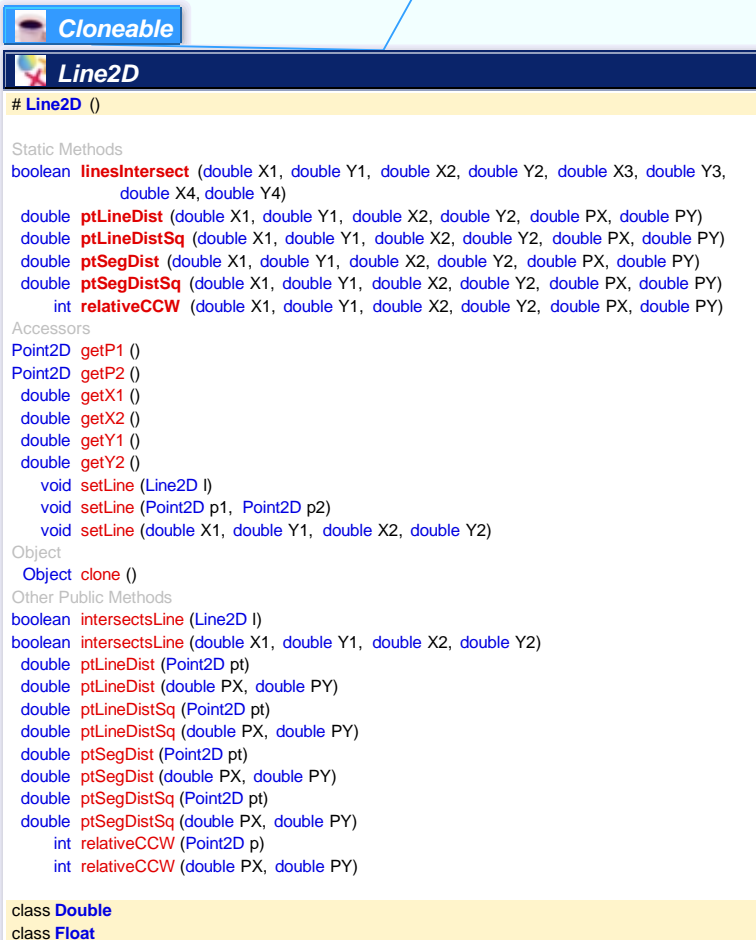 Cloneable
Line2D
# Line2D ()
Static Methods
boolean linesIntersect (double X1, double Y1, double X2, double Y2, double X3, double Y3,
double X4, double Y4)
double ptLineDist (double X1, double Y1, double X2, double Y2, double PX, double PY)
double ptLineDistSq (double X1, double Y1, double X2, double Y2, double PX, double PY)
double ptSegDist (double X1, double Y1, double X2, double Y2, double PX, double PY)
double ptSegDistSq (double X1, double Y1, double X2, double Y2, double PX, double PY)
int relativeCCW (double X1, double Y1, double X2, double Y2, double PX, double PY)
Accessors
Point2D getP1 ()
Point2D getP2 ()
double getX1 ()
double getX2 ()
double getY1 ()
double getY2 ()
void setLine (Line2D l)
void setLine (Point2D p1, Point2D p2)
void setLine (double X1, double Y1, double X2, double Y2)
Object
Object clone ()
Other Public Methods
boolean intersectsLine (Line2D l)
boolean intersectsLine (double X1, double Y1, double X2, double Y2)
double ptLineDist (Point2D pt)
double ptLineDist (double PX, double PY)
double ptLineDistSq (Point2D pt)
double ptLineDistSq (double PX, double PY)
double ptSegDist (Point2D pt)
double ptSegDist (double PX, double PY)
double ptSegDistSq (Point2D pt)
double ptSegDistSq (double PX, double PY)
int relativeCCW (Point2D p)
int relativeCCW (double PX, double PY)
class Double
class Float